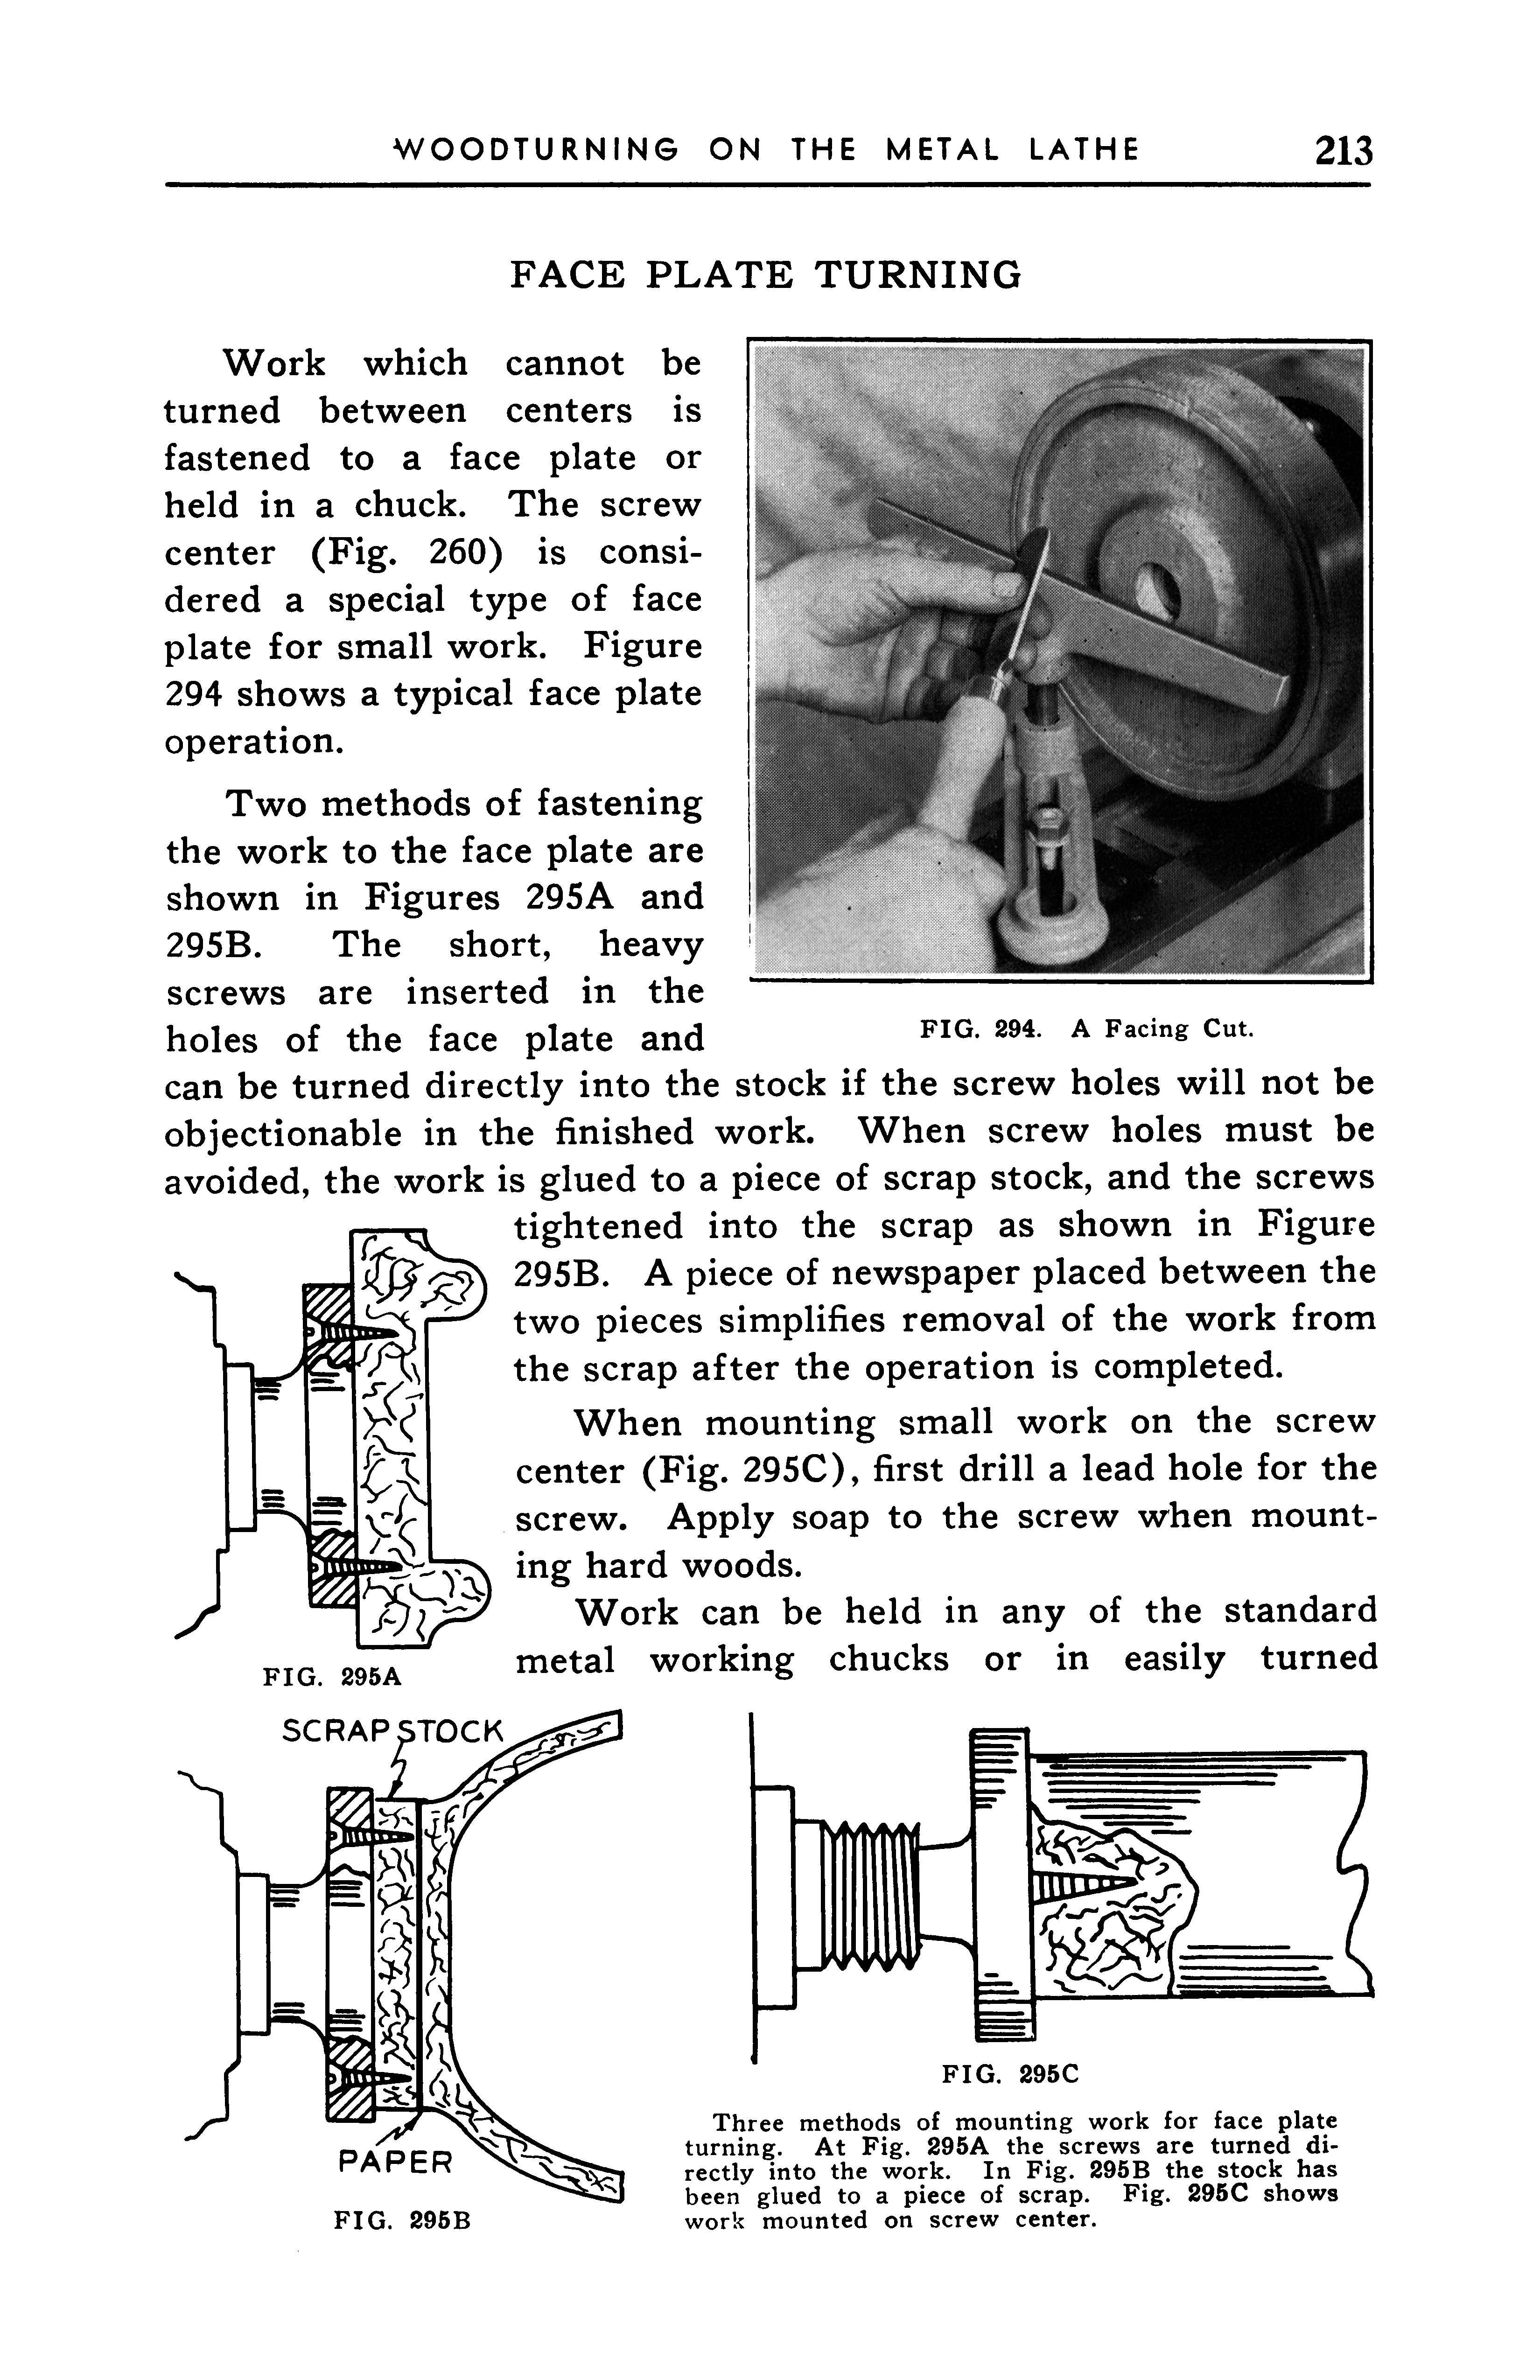 WOODTURNING ON THE METAL LATHE 213
FACE PLATE TURNING
Work which cannot be
turned between centers is
fastened to a face plate or
held in a chuck. The screw
center (Fig. 260) is consi-
dered a special type of face
plate for small work. Figure
294 shows a typical face plate
operation.
Two methods of fastening
the work to the face plate are
shown in Figures 295A and
295B. The short, heavy
screws are inserted in the
holes of the face plate and
FIG. 294. A Facing Cut.
can be turned directly into the stock if the screw holes will not be
objectionable in the finished work. When screw holes must be
avoided, the work is glued to a piece of scrap stock, and the screws
tightened into the scrap as shown in Figure
295B. A piece of newspaper placed between the
two pieces simplifies removal of the work from
the scrap after the operation is completed.
When mounting small work on the screw
center (Fig. 295C), first drill a lead hole for the
screw. Apply soap to the screw when mount-
ing hard woods.
Work can be held in any of the standard
metal working chucks or in easily turned
FIG. 295A
SCRAP STOCK
PAPER
FIG. 295B
FIG. 295C
Three methods of mounting work for face plate
turning. At Fig. 295A the screws are turned di-
rectly into the work. In Fig. 295B the stock has
been glued to a piece of scrap. Fig. 295C shows
work mounted on screw center.